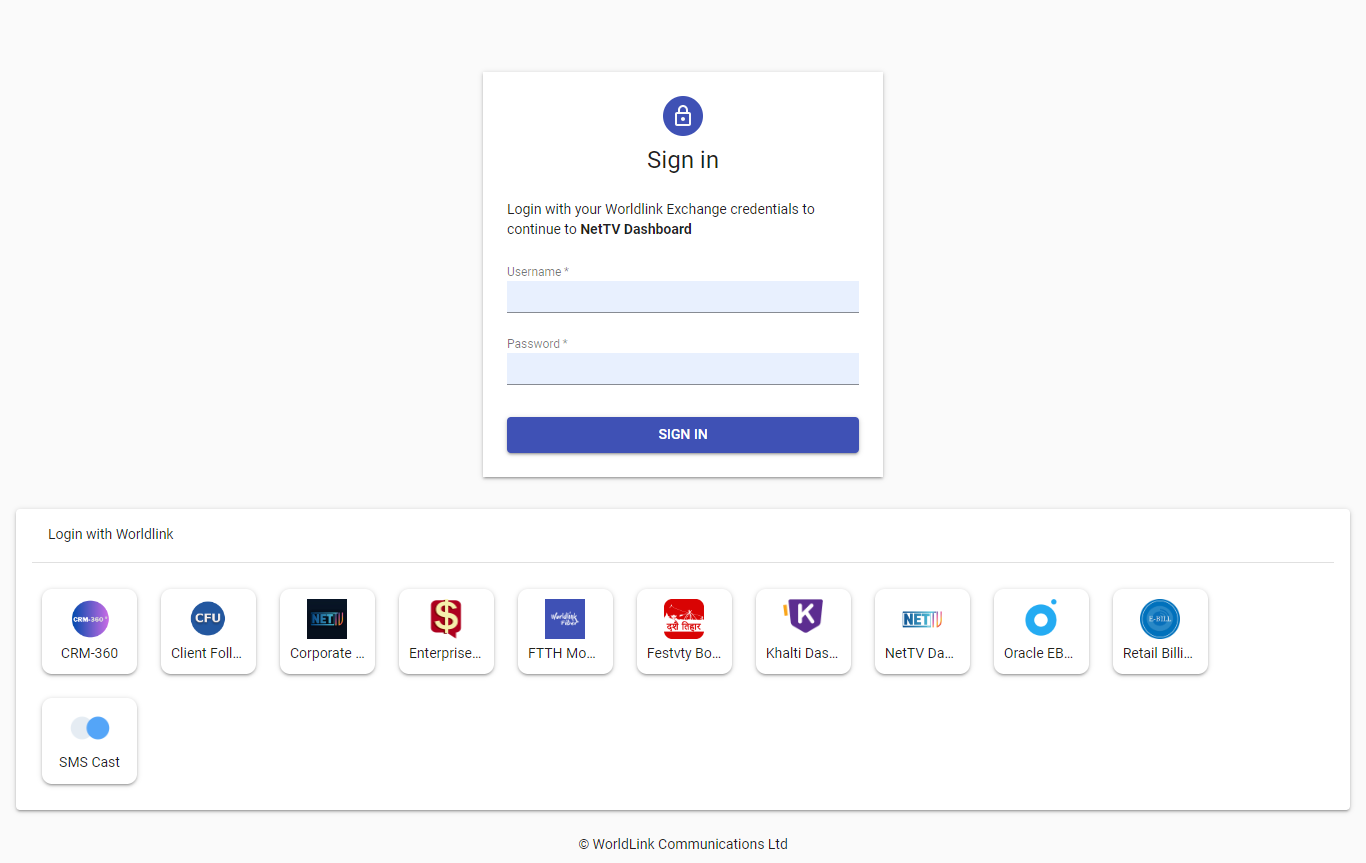 Sign in
Login with your Worldlink Exchange credentials to
continue to NetTV Dashboard
Username *
Password *
SIGN IN
Login with Worldlink
CRM-360°
CFU
NETTV
$
Worldlink
Fiber
दशैं तिहार
K
NETTV
E-BILL
CRM-360
Client Foll...
Corporate ...
Enterprise...
FTTH Mo...
Festvty Bo...
Khalti Das...
NetTV Da...
Oracle EB...
Retail Billi...
SMS Cast
© WorldLink Communications Ltd